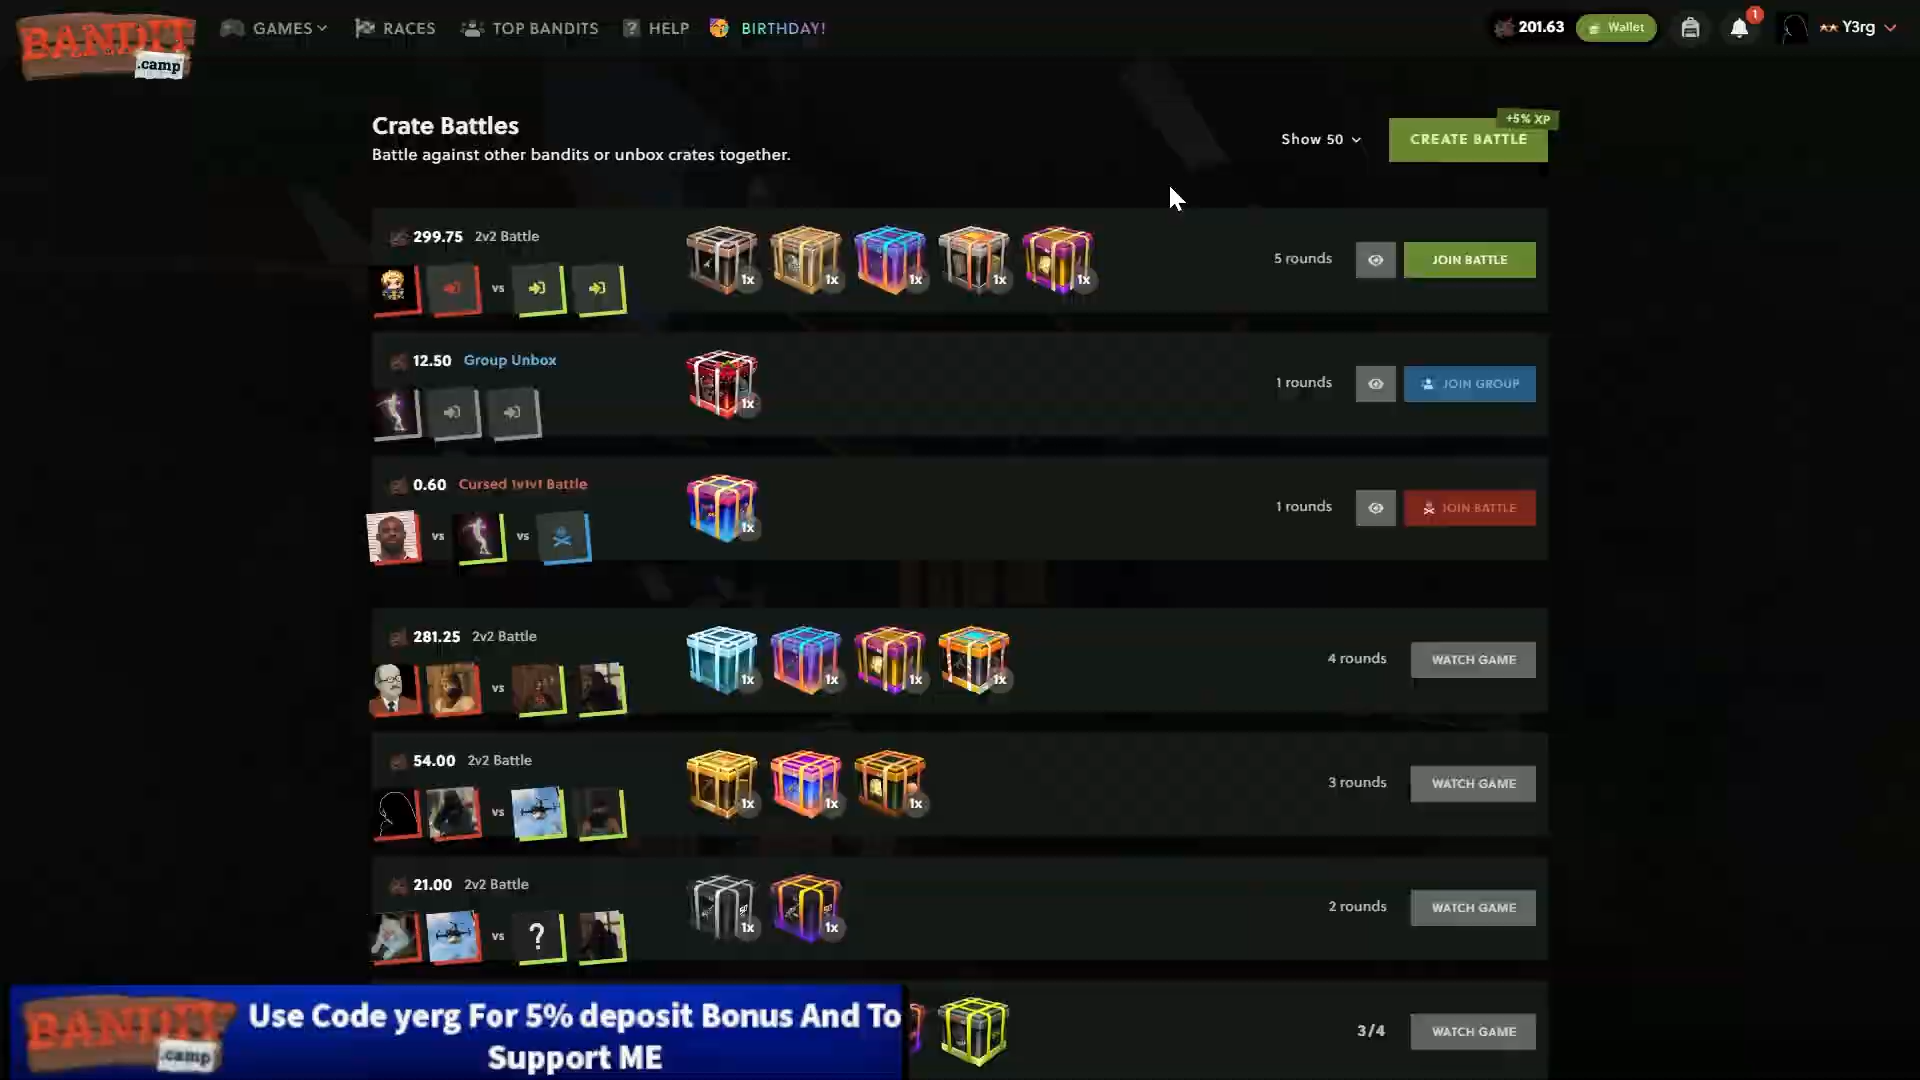 BANDIT
.camp
GAMES
RACES
TOP BANDITS
HELP
BIRTHDAY!
201.63
Wallet
1
Y3rg
Crate Battles
Battle against other bandits or unbox crates together.
Show 50
+5% XP
CREATE BATTLE
299.75 2v2 Battle
vs
1x 1x 1x 1x 1x
5 rounds
JOIN BATTLE
12.50 Group Unbox
1x
1 rounds
JOIN GROUP
0.60 Cursed 1v1v1 Battle
vs vs
1x
1 rounds
JOIN BATTLE
281.25 2v2 Battle
vs
1x 1x 1x 1x
4 rounds
WATCH GAME
54.00 2v2 Battle
vs
1x 1x 1x
3 rounds
WATCH GAME
21.00 2v2 Battle
vs ?
1x 1x
2 rounds
WATCH GAME
3/4
WATCH GAME
BANDIT
.camp
Use Code yerg For 5% deposit Bonus And To
Support ME